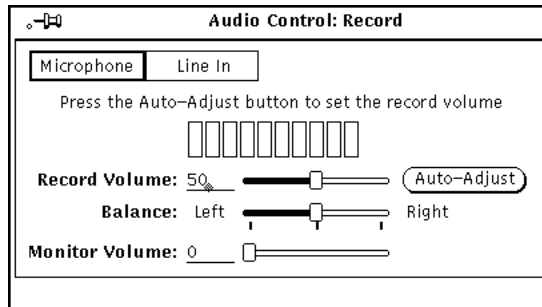 Audio Control: Record
Microphone Line In
Press the Auto-Adjust button to set the record volume
Record Volume: 50 Auto-Adjust
Balance: Left Right
Monitor Volume: 0